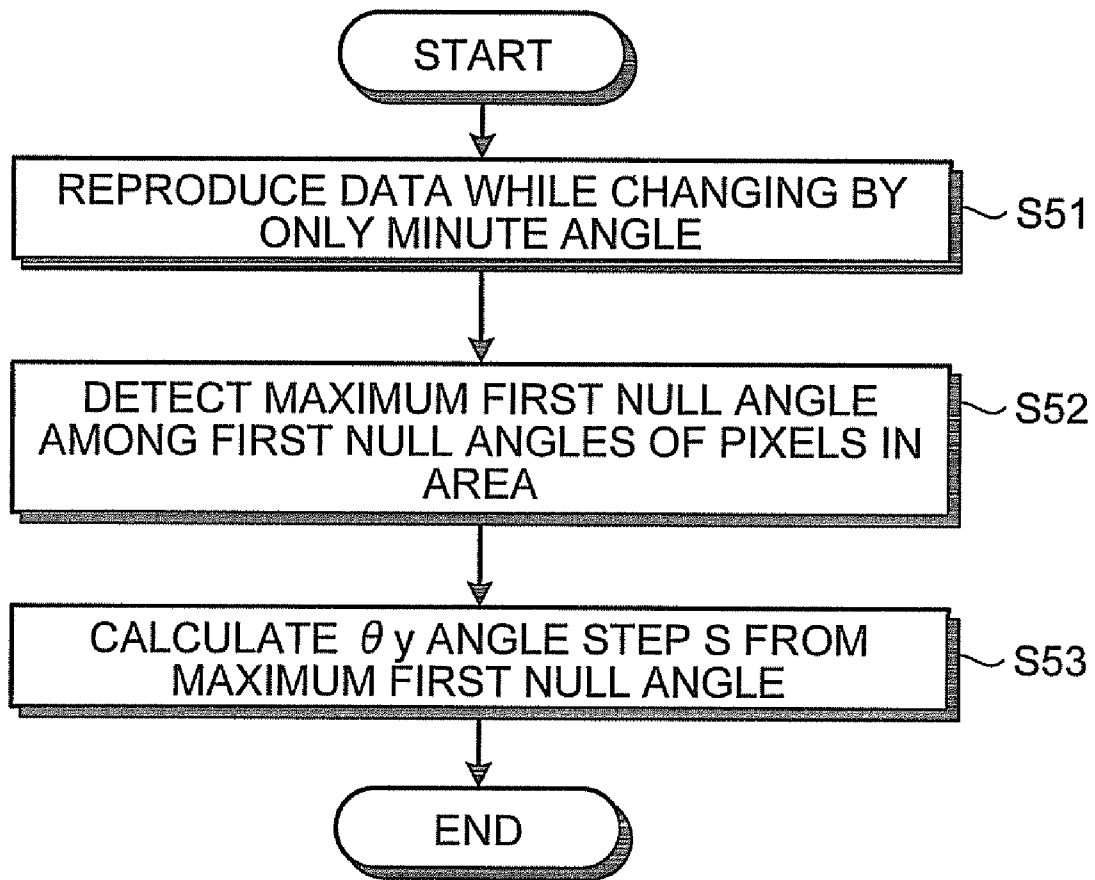 START
REPRODUCE DATA WHILE CHANGING BY
ONLY MINUTE ANGLE
S51
DETECT MAXIMUM FIRST NULL ANGLE
AMONG FIRST NULL ANGLES OF PIXELS IN
AREA
S52
CALCULATE θy ANGLE STEP S FROM
MAXIMUM FIRST NULL ANGLE
S53
END